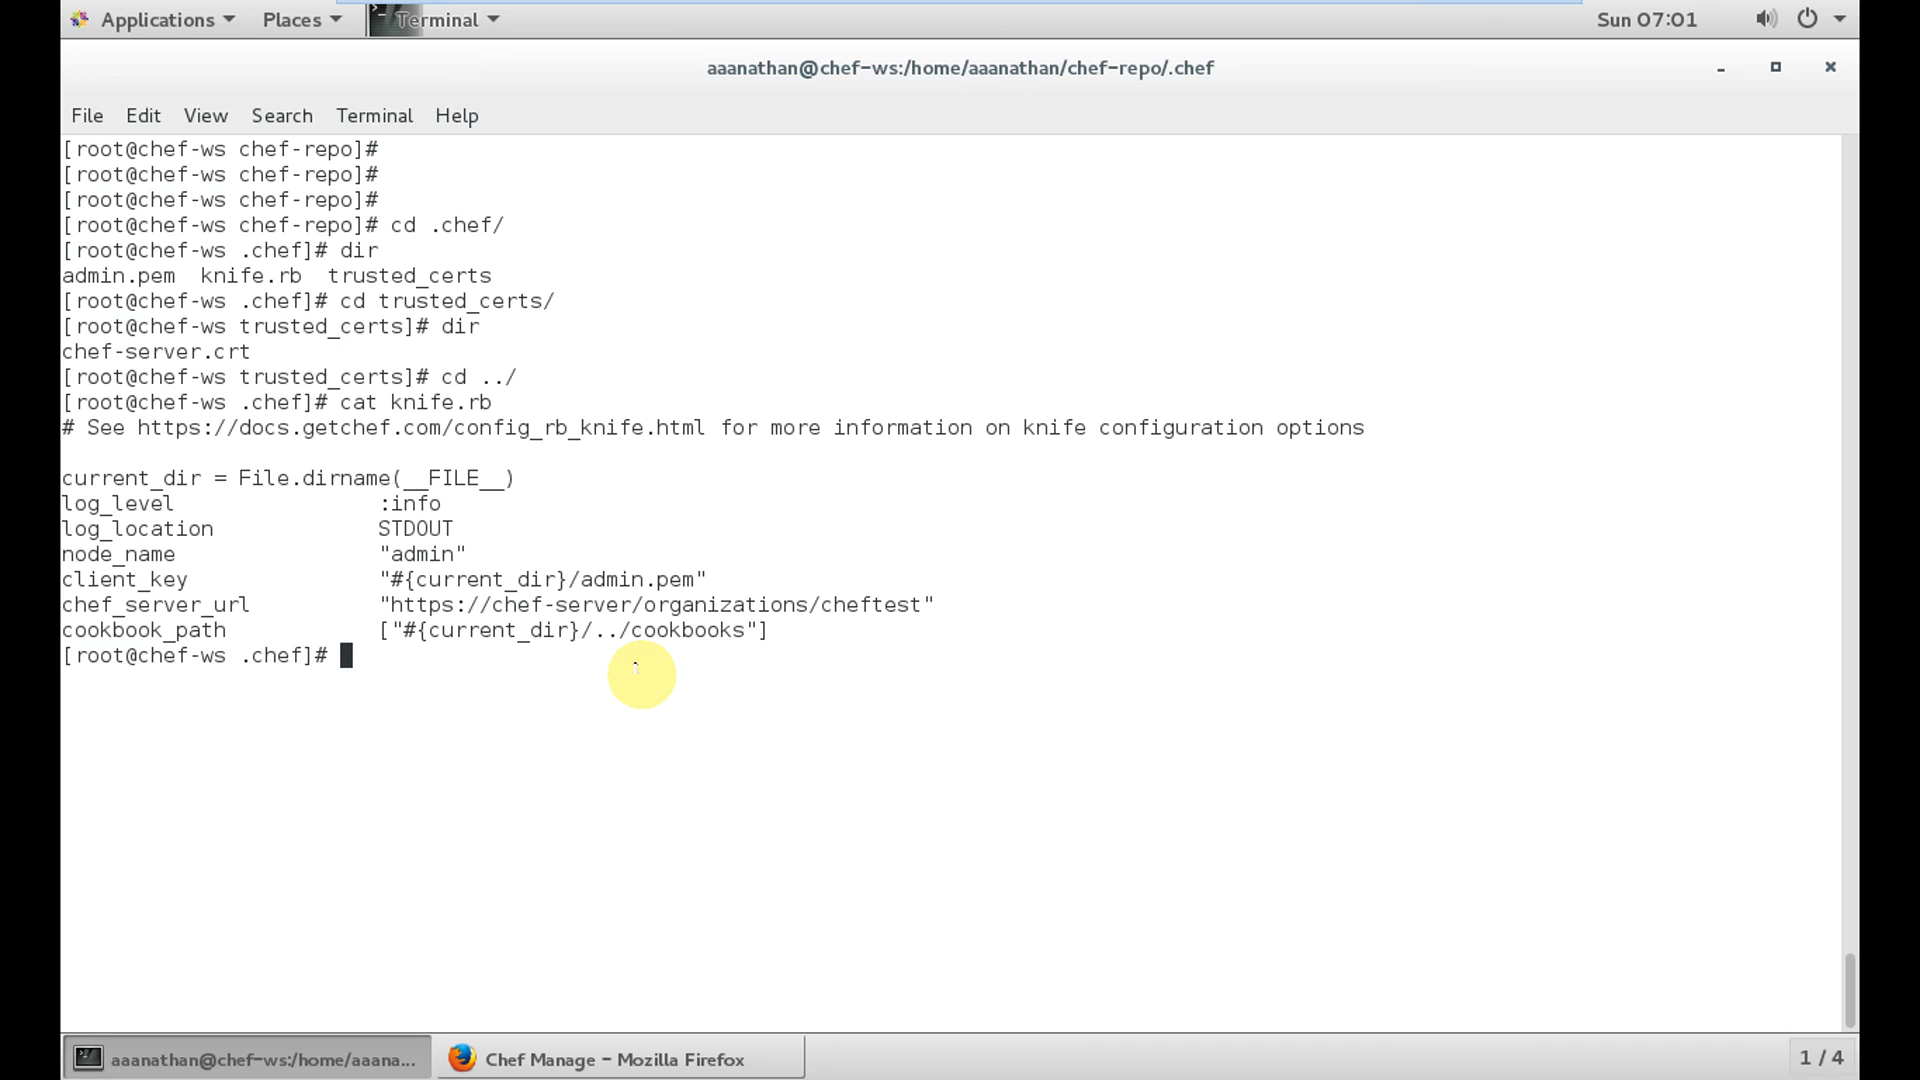 Applications Places Terminal Sun 07:01
aaanathan@chef-ws:/home/aaanathan/chef-repo/.chef
File Edit View Search Terminal Help
[root@chef-ws chef-repo]#
[root@chef-ws chef-repo]#
[root@chef-ws chef-repo]#
[root@chef-ws chef-repo]# cd .chef/
[root@chef-ws .chef]# dir
admin.pem  knife.rb  trusted_certs
[root@chef-ws .chef]# cd trusted_certs/
[root@chef-ws trusted_certs]# dir
chef-server.crt
[root@chef-ws trusted_certs]# cd ../
[root@chef-ws .chef]# cat knife.rb
# See https://docs.getchef.com/config_rb_knife.html for more information on knife configuration options
current_dir = File.dirname(__FILE__)
log_level                :info
log_location             STDOUT
node_name                "admin"
client_key               "#{current_dir}/admin.pem"
chef_server_url          "https://chef-server/organizations/cheftest"
cookbook_path            ["#{current_dir}/../cookbooks"]
[root@chef-ws .chef]#
aaanathan@chef-ws:/home/aaana... Chef Manage - Mozilla Firefox 1 / 4